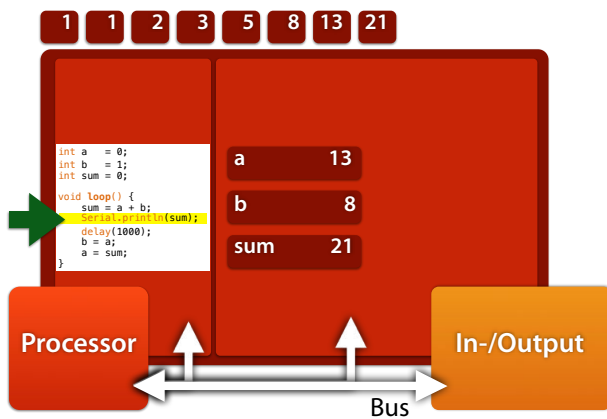 1 1 2 3 5 8 13 21
int a   = 0;
int b   = 1;
int sum = 0;
void loop() {
    sum = a + b;
    Serial.println(sum);
    delay(1000);
    b = a;
    a = sum;
}
a 13
b 8
sum 21
Processor
In-/Output
Bus